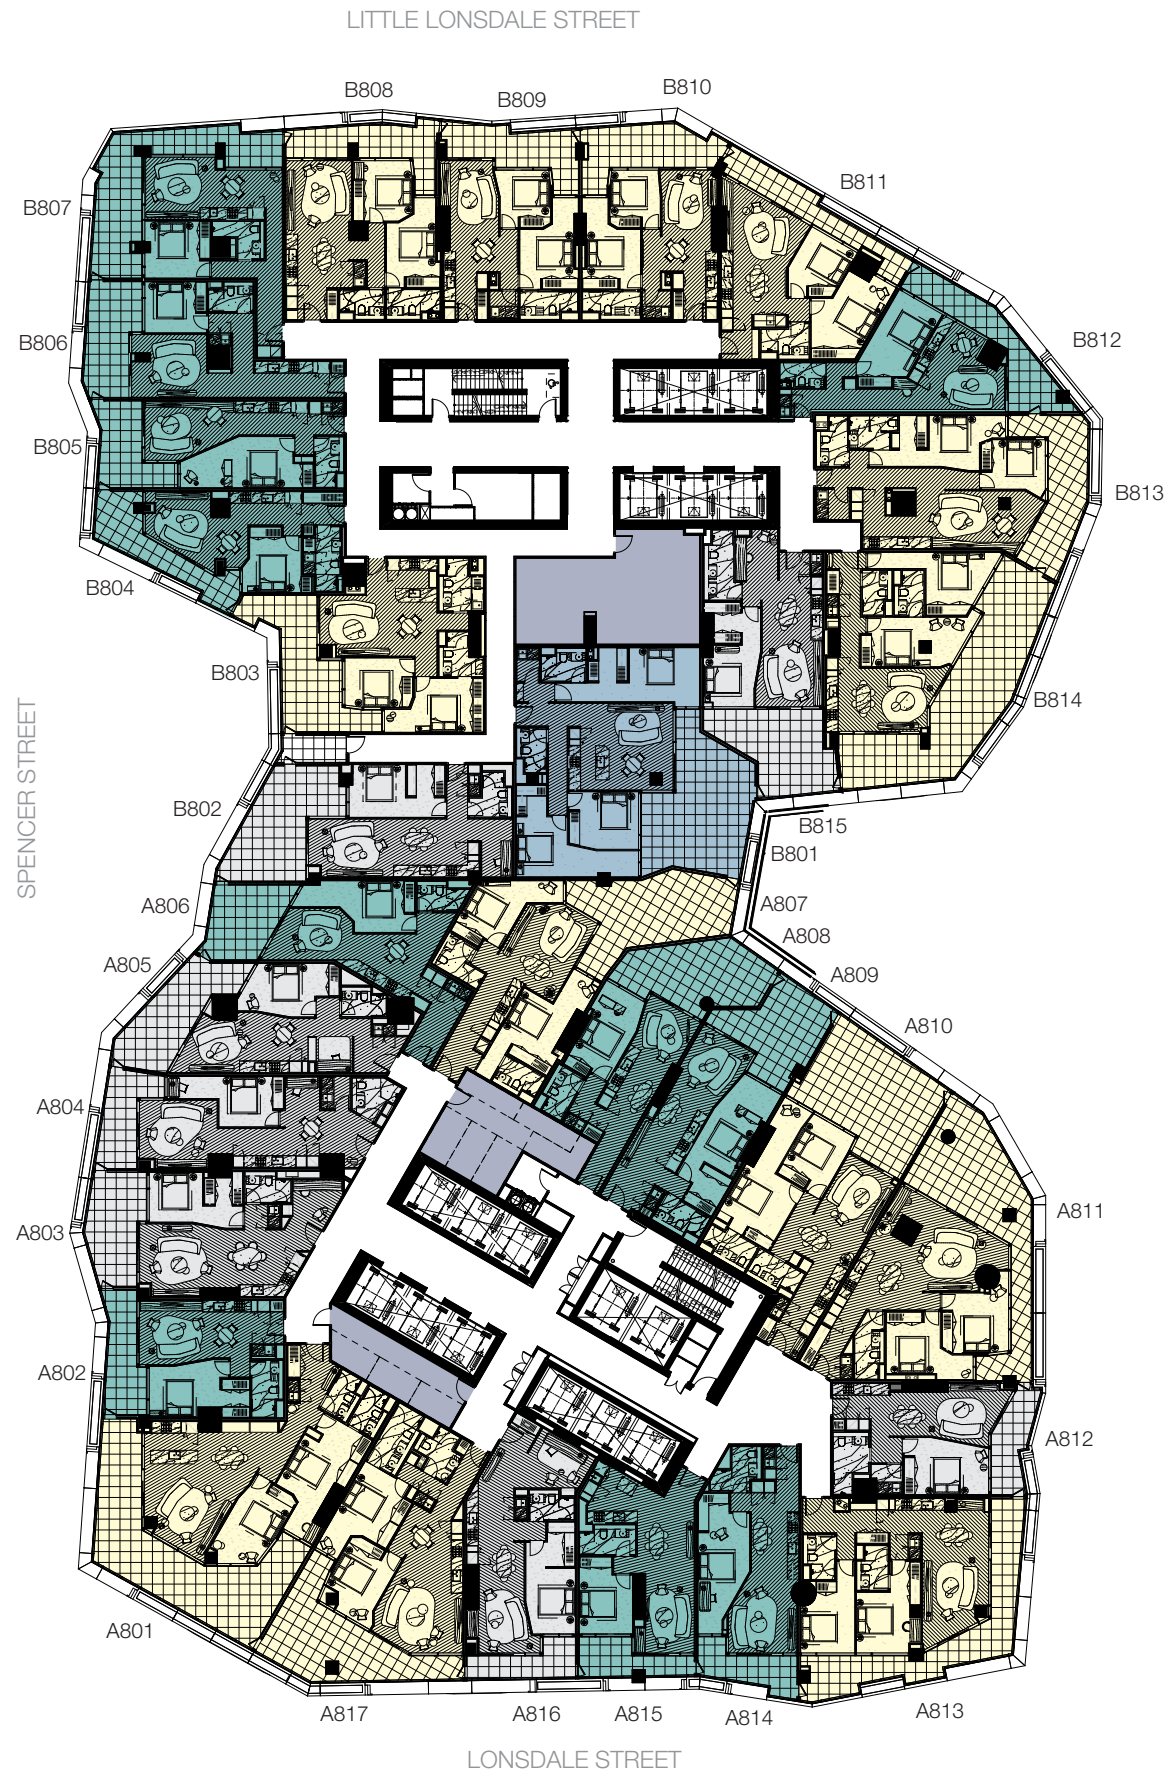 LITTLE LONSDALE STREET
B808
B809
B810
B811
B807
B806
B812
B805
B813
B804
B803
B814
SPENCER STREET
B802
B815
B801
A806
A807
A808
A805
A809
A810
A804
A803
A811
A802
A812
A801
A817
A816
A815
A814
A813
LONSDALE STREET